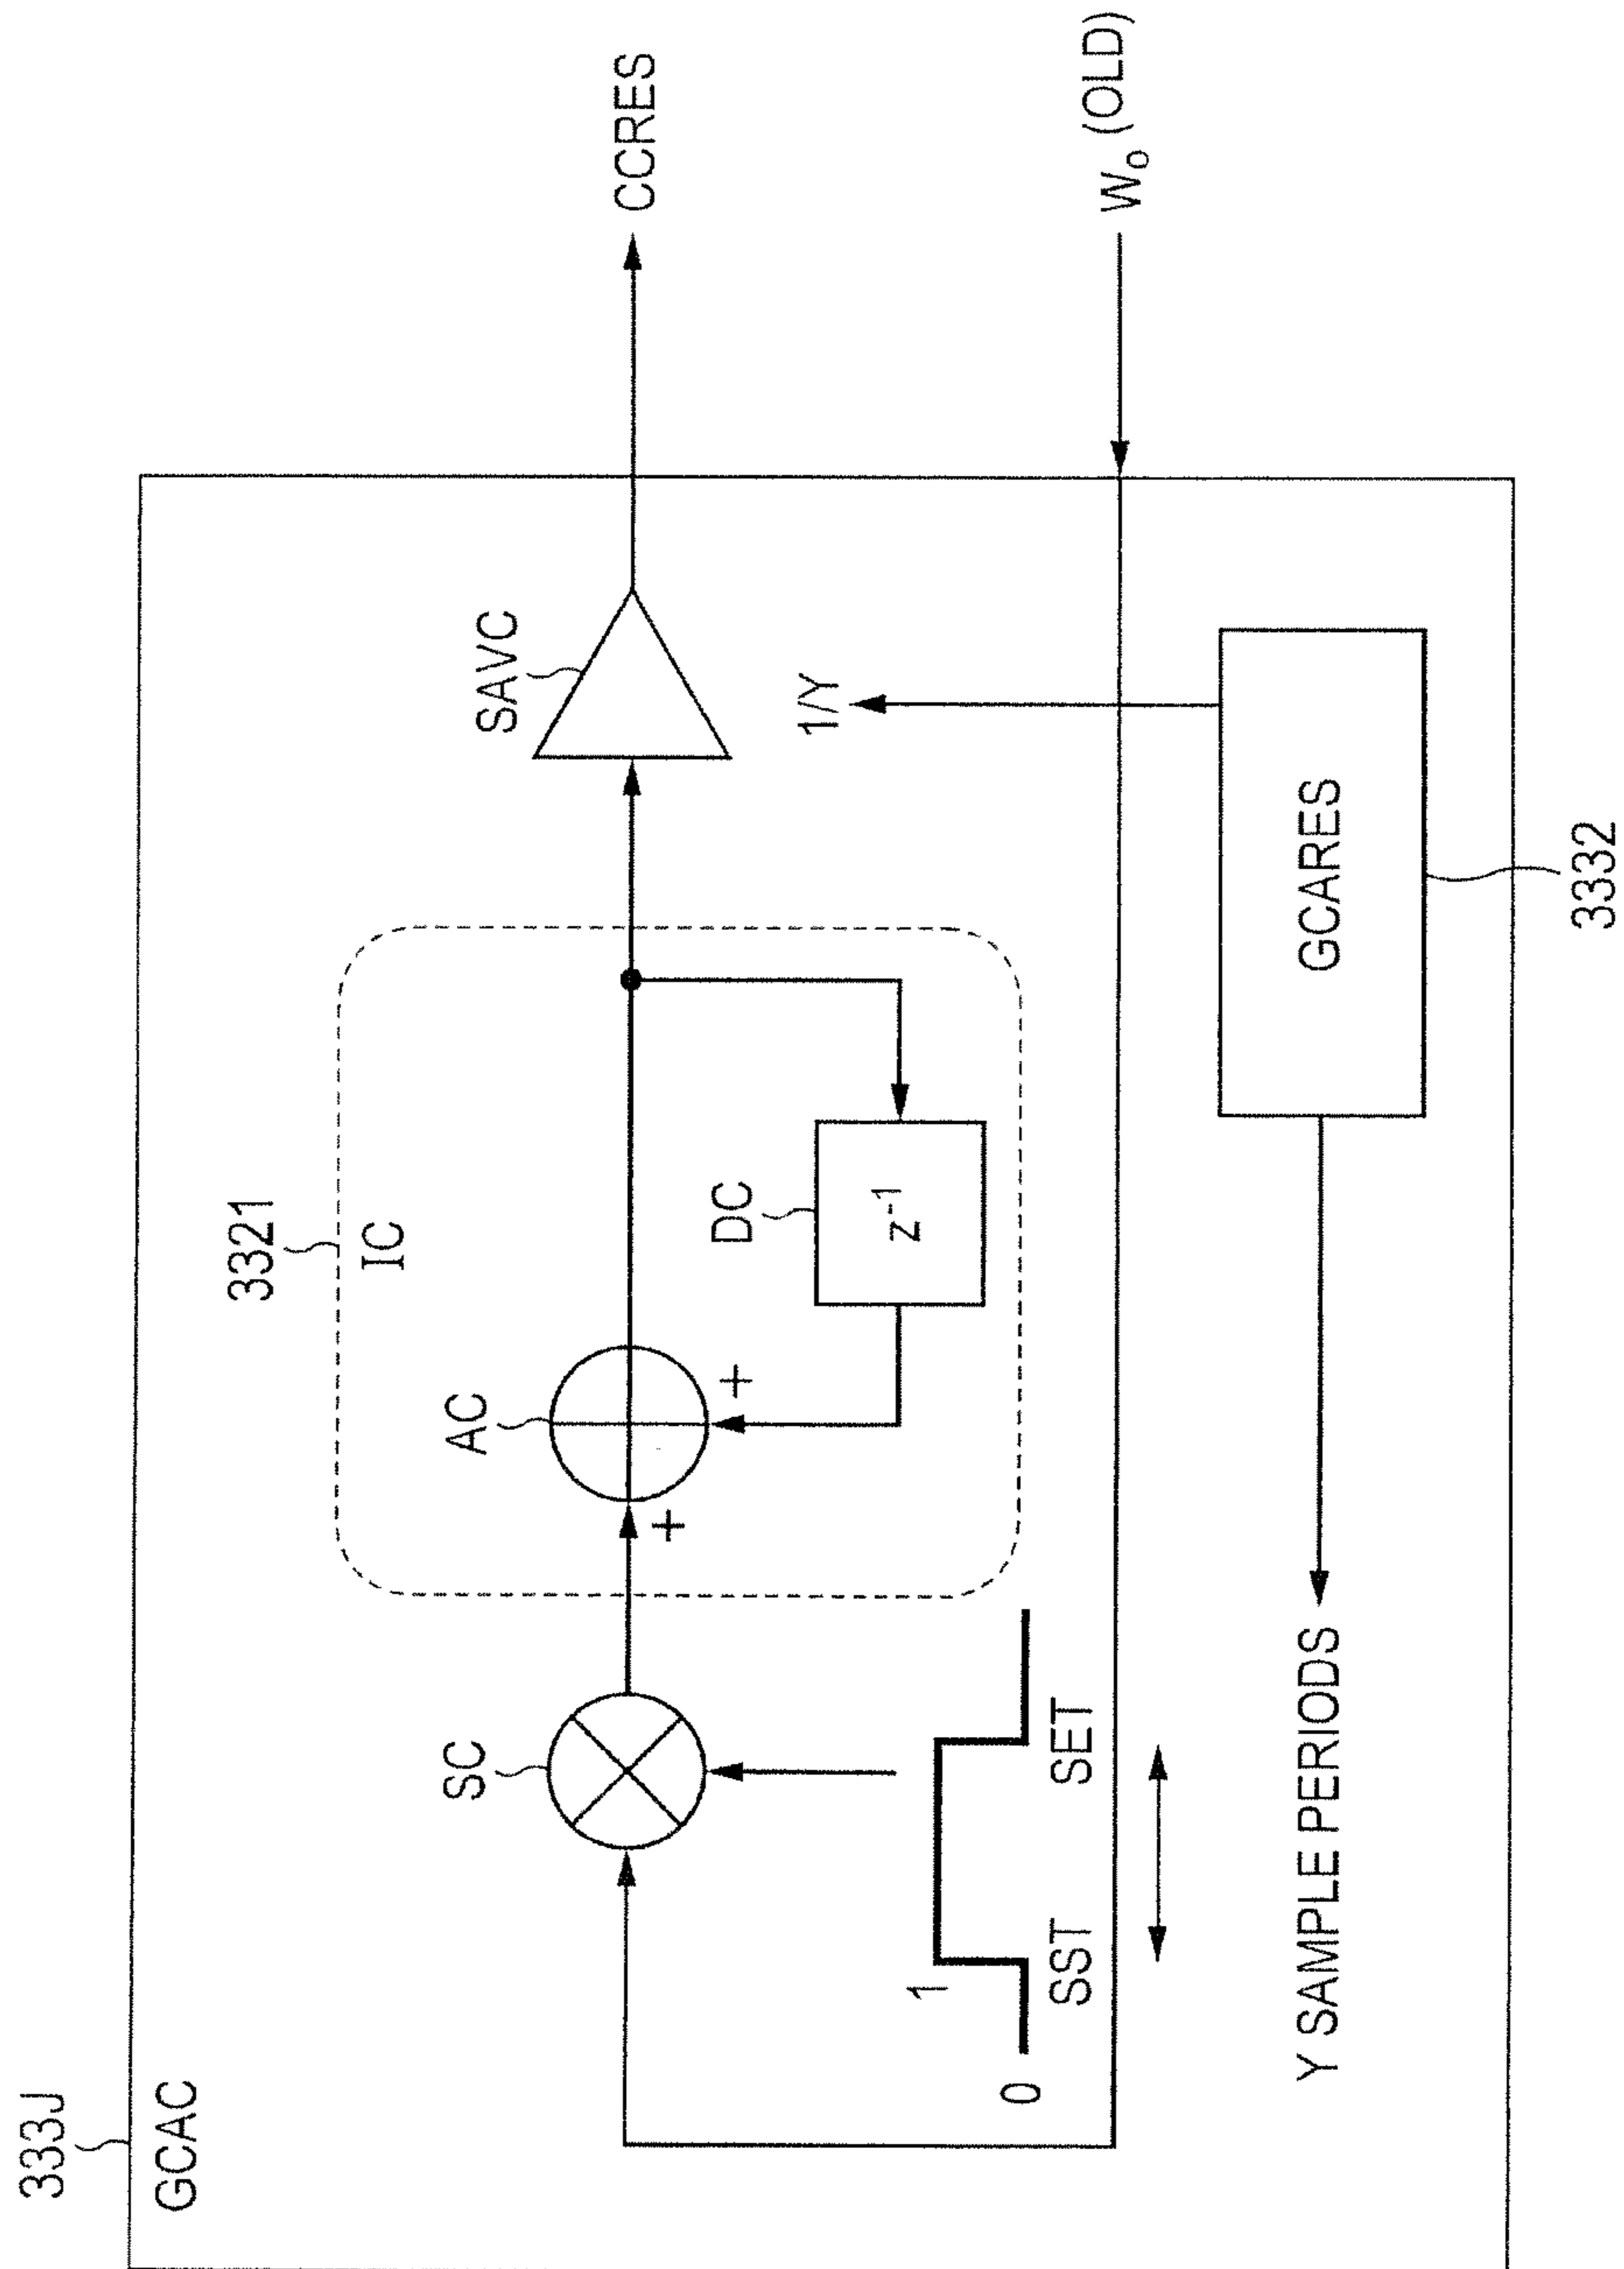 333J
GCAC
3321
IC
SC
AC
DC
z⁻¹
SAVC
CCRES
+
+
1
0
SST
SET
1/Y
W₀ (OLD)
Y SAMPLE PERIODS
GCARES
3332